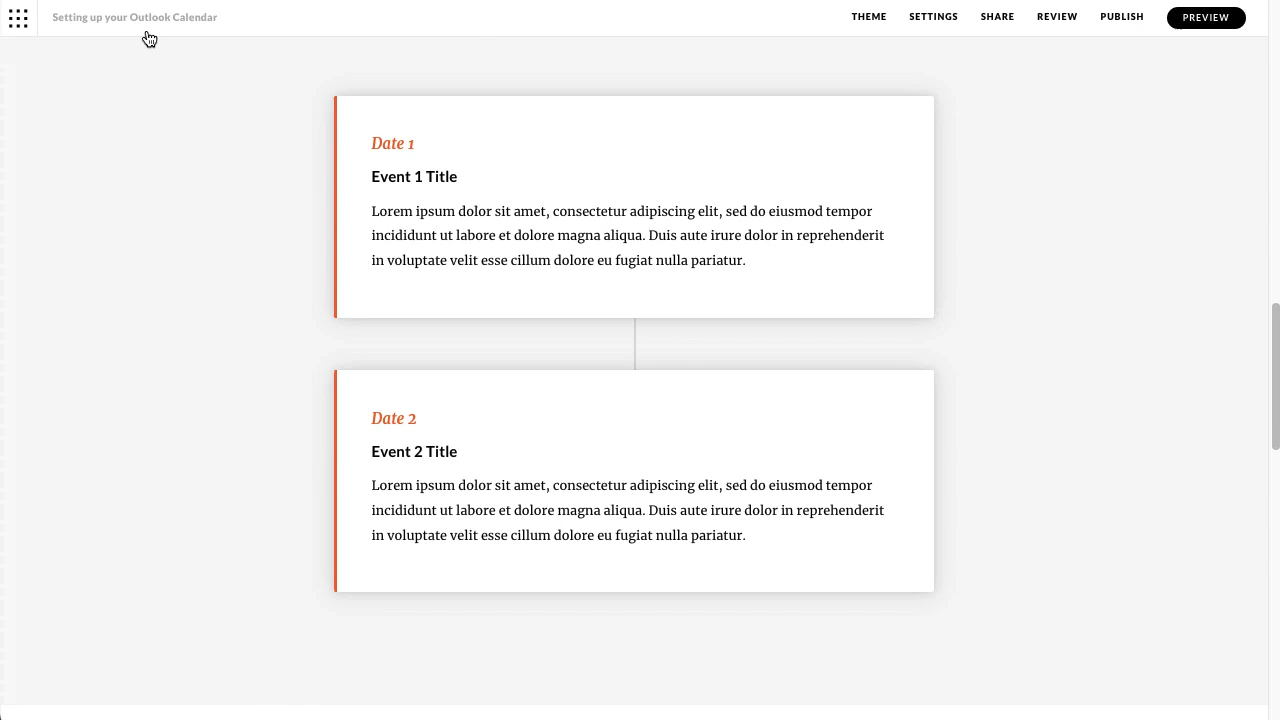 Setting up your Outlook Calendar
THEME SETTINGS SHARE REVIEW PUBLISH PREVIEW
Date 1
Event 1 Title
Lorem ipsum dolor sit amet, consectetur adipiscing elit, sed do eiusmod tempor
incididunt ut labore et dolore magna aliqua. Duis aute irure dolor in reprehenderit
in voluptate velit esse cillum dolore eu fugiat nulla pariatur.
Date 2
Event 2 Title
Lorem ipsum dolor sit amet, consectetur adipiscing elit, sed do eiusmod tempor
incididunt ut labore et dolore magna aliqua. Duis aute irure dolor in reprehenderit
in voluptate velit esse cillum dolore eu fugiat nulla pariatur.